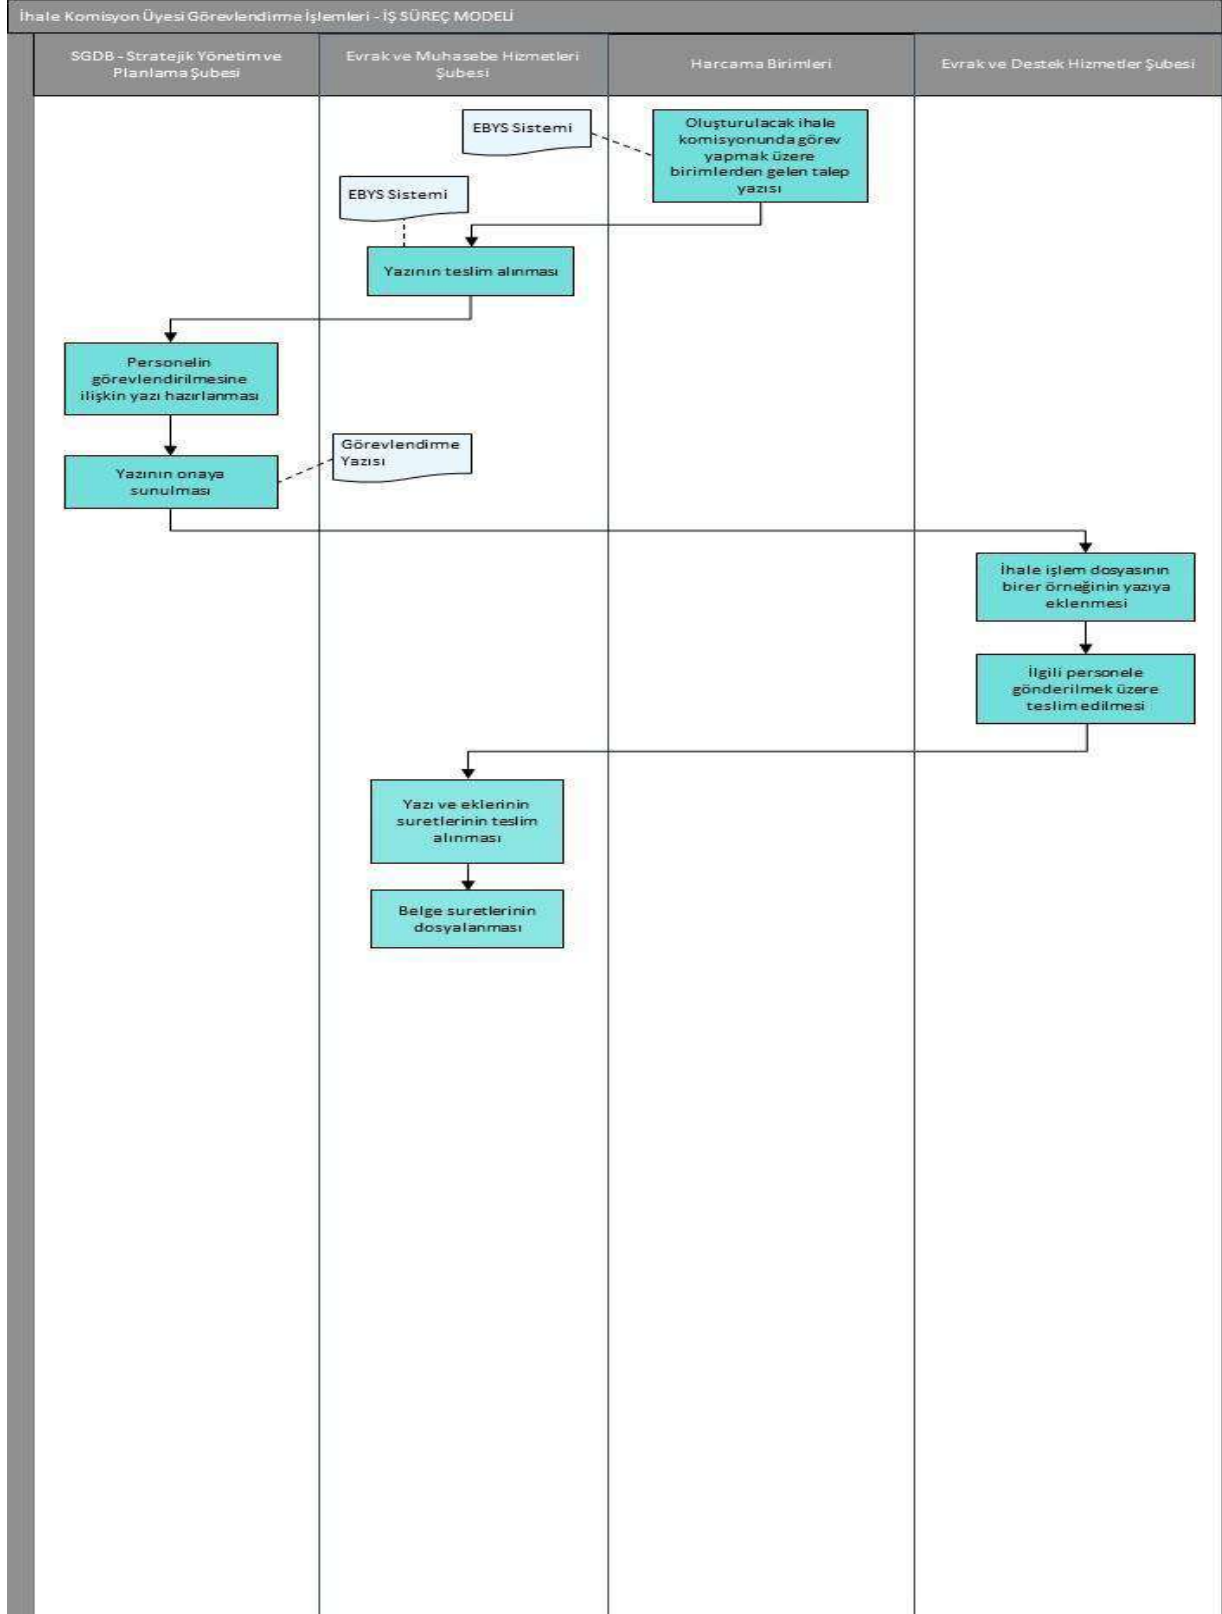 İhale Komisyon Üyesi Görevlendirme İşlemleri - İŞ SÜREÇ MODELİ
SGDB - Stratejik Yönetim ve
Planlama Şubesi
Evrak ve Muhasebe Hizmetleri
Şubesi
Harcama Birimleri
Evrak ve Destek Hizmetler Şubesi
EBYS Sistemi
Oluşturulacak ihale
komisyonunda görev
yapmak üzere
birimlerden gelen talep
yazısı
EBYS Sistemi
Yazının teslim alınması
Personelin
görevlendirilmesine
ilişkin yazı hazırlanması
Görevlendirme
Yazısı
Yazının onaya
sunulması
İhale işlem dosyasının
birer örneğinin yazıya
eklenmesi
İlgili personele
gönderilmek üzere
teslim edilmesi
Yazı ve eklerinin
suretlerinin teslim
alınması
Belge suretlerinin
dosyalanması